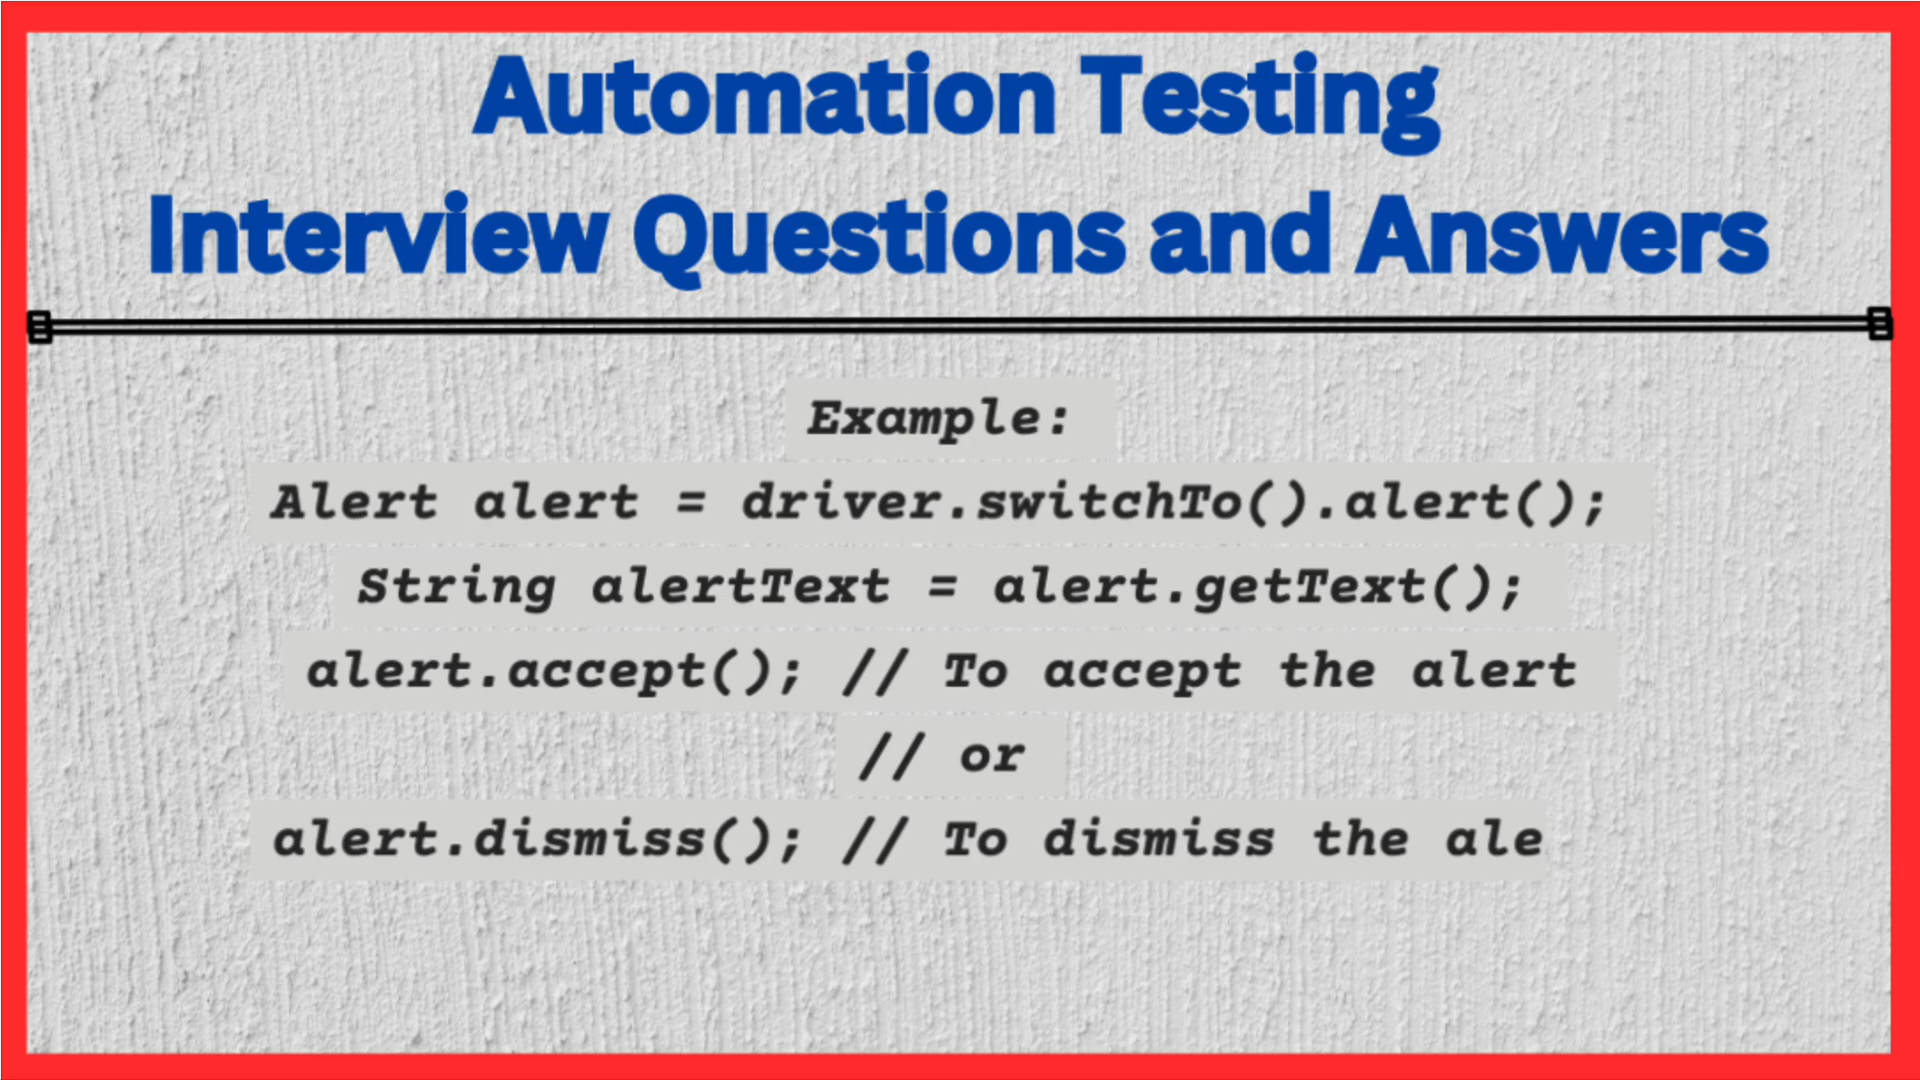 Automation Testing
Interview Questions and Answers
Example:
Alert alert = driver.switchTo().alert();
String alertText = alert.getText();
alert.accept(); // To accept the alert
// or
alert.dismiss(); // To dismiss the ale